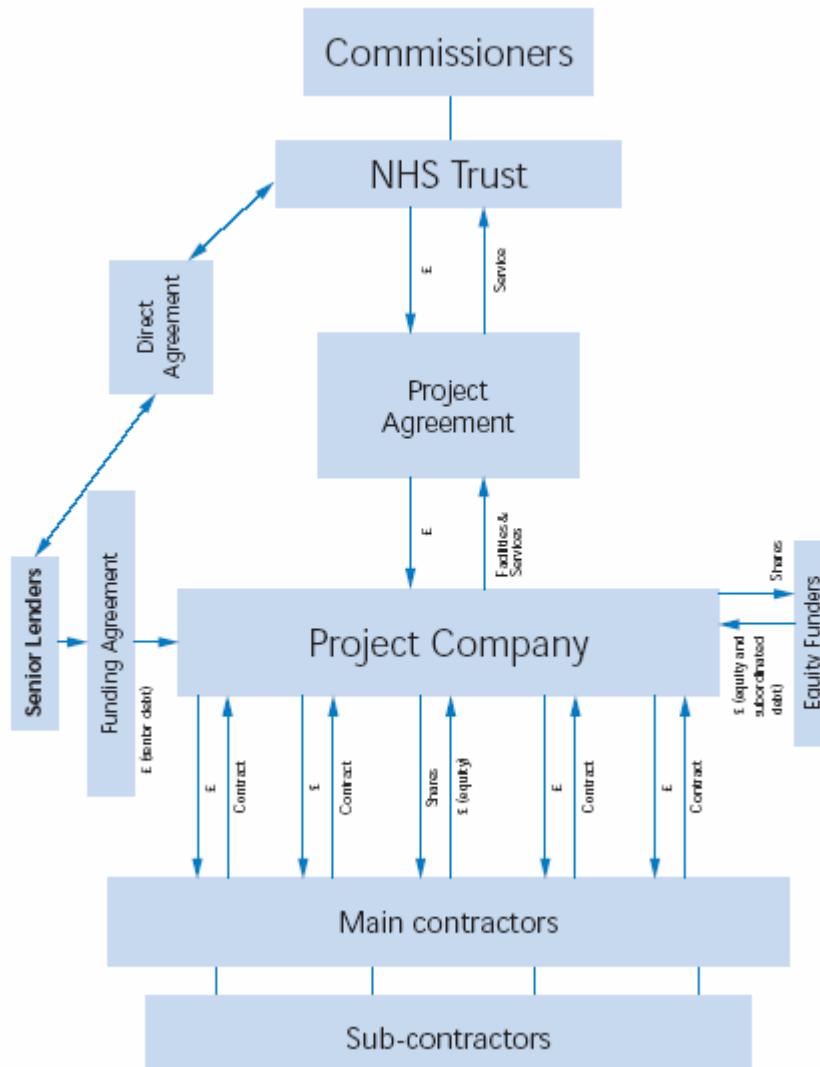 Commissioners
NHS Trust
£
Service
Direct
Agreement
Project
Agreement
£
Facilities &
Services
Senior Lenders
Funding Agreement
£ (senior debt)
Project Company
Shares
£ (equity and
subordinated
debt)
Equity Funders
£
Contract
£
Contract
Shares
£ (equity)
£
Contract
£
Contract
Main contractors
Sub-contractors